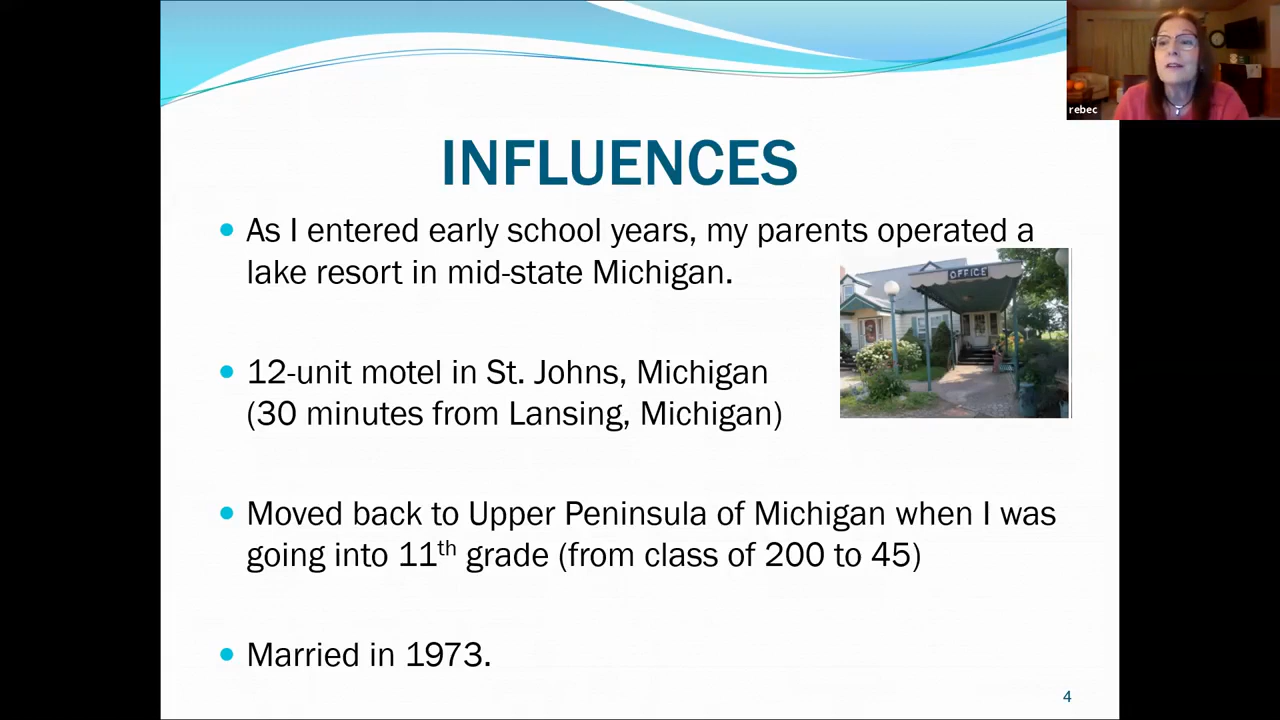 rebec
INFLUENCES
• As I entered early school years, my parents operated a
lake resort in mid-state Michigan.
OFFICE
• 12-unit motel in St. Johns, Michigan
(30 minutes from Lansing, Michigan)
• Moved back to Upper Peninsula of Michigan when I was
going into 11th grade (from class of 200 to 45)
• Married in 1973.
4